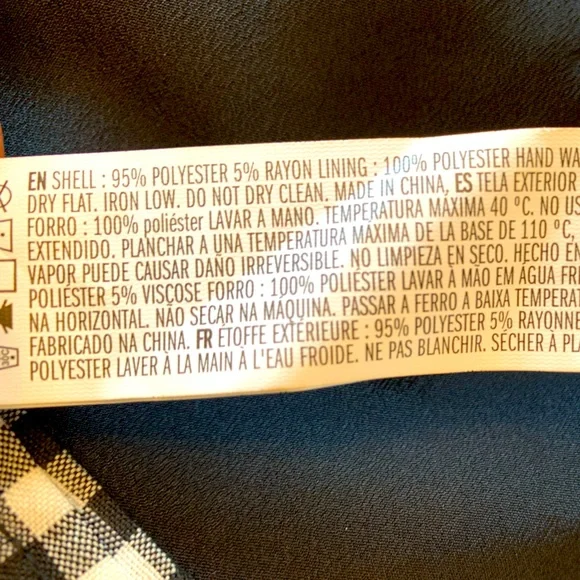 EN SHELL : 95% POLYESTER 5% RAYON LINING : 100% POLYESTER HAND WA
DRY FLAT. IRON LOW. DO NOT DRY CLEAN. MADE IN CHINA, ES TELA EXTERIOR
FORRO : 100% poliéster LAVAR A MANO. TEMPERATURA MÁXIMA 40 ºC. NO US
EXTENDIDO. PLANCHAR A UNA TEMPERATURA MÁXIMA DE LA BASE DE 110 ºC,
VAPOR PUEDE CAUSAR DAÑO IRREVERSIBLE. NO LIMPIEZA EN SECO. HECHO EN
POLIÉSTER 5% VISCOSE FORRO : 100% POLIÉSTER LAVAR À MÃO EM ÁGUA FRI
NA HORIZONTAL. NÃO SECAR NA MÁQUINA. PASSAR A FERRO A BAIXA TEMPERAT
FABRICADO NA CHINA. FR ÉTOFFE EXTÉRIEURE : 95% POLYESTER 5% RAYONNE
POLYESTER LAVER À LA MAIN À L'EAU FROIDE. NE PAS BLANCHIR. SÉCHER À PLA